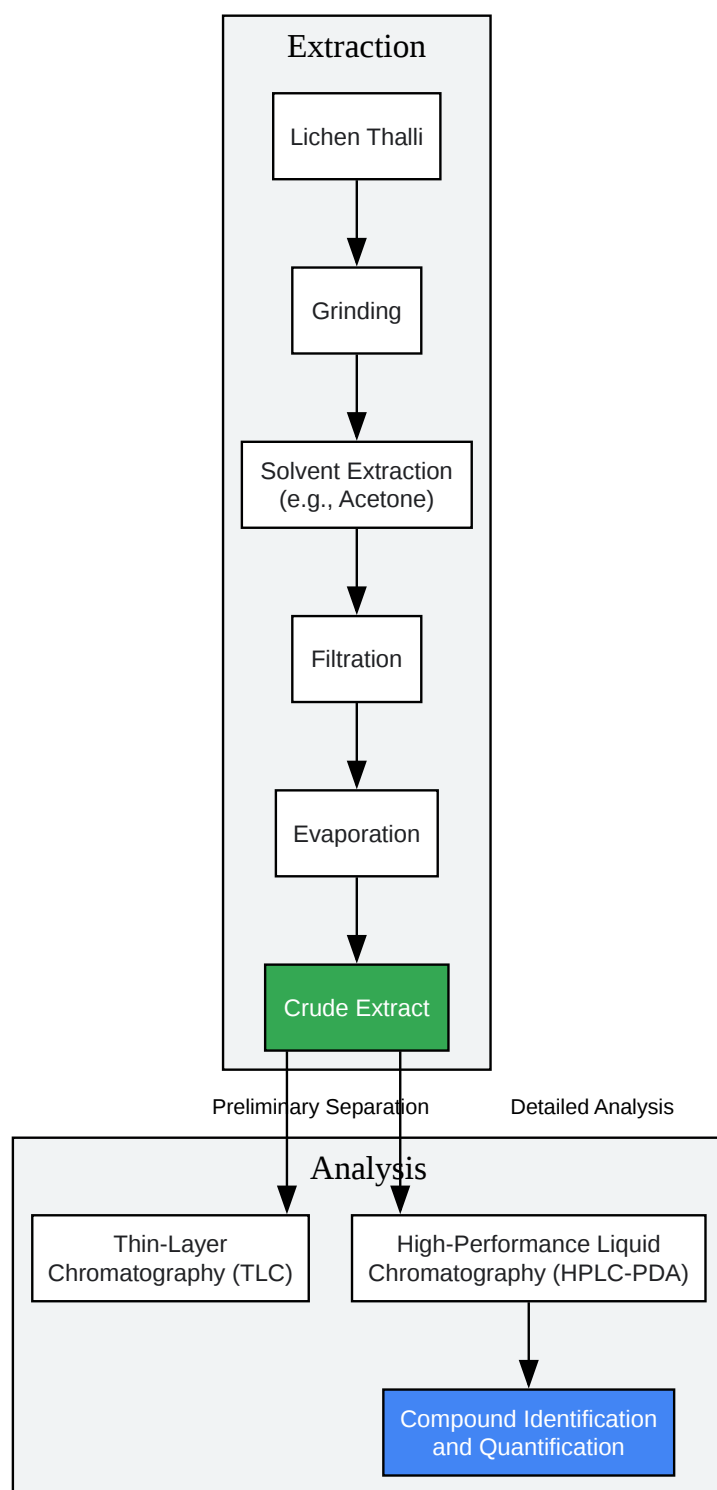 Extraction
Lichen Thalli
Grinding
Solvent Extraction
(e.g., Acetone)
Filtration
Evaporation
Crude Extract
Preliminary Separation
Detailed Analysis
Analysis
Thin-Layer
Chromatography (TLC)
High-Performance Liquid
Chromatography (HPLC-PDA)
Compound Identification
and Quantification